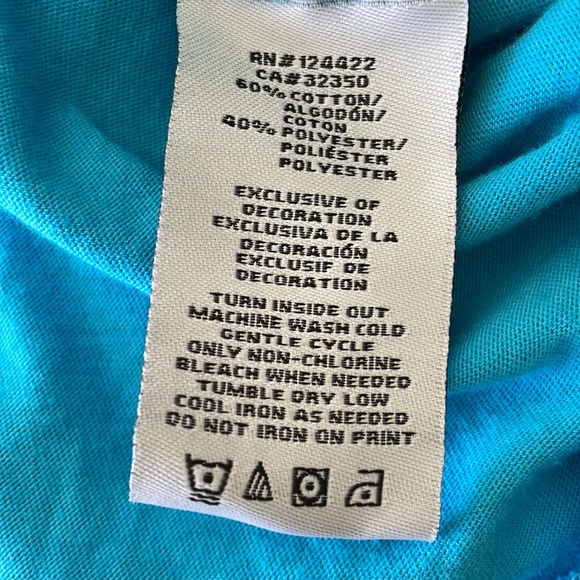 RN#124422
CA#32350
60% COTTON/
ALGODÓN/
COTON
40% POLYESTER/
POLIÉSTER
POLYESTER
EXCLUSIVE OF
DECORATION
EXCLUSIVA DE LA
DECORACIÓN
EXCLUSIF DE
DECORATION
TURN INSIDE OUT
MACHINE WASH COLD
GENTLE CYCLE
ONLY NON-CHLORINE
BLEACH WHEN NEEDED
TUMBLE DRY LOW
COOL IRON AS NEEDED
DO NOT IRON ON PRINT